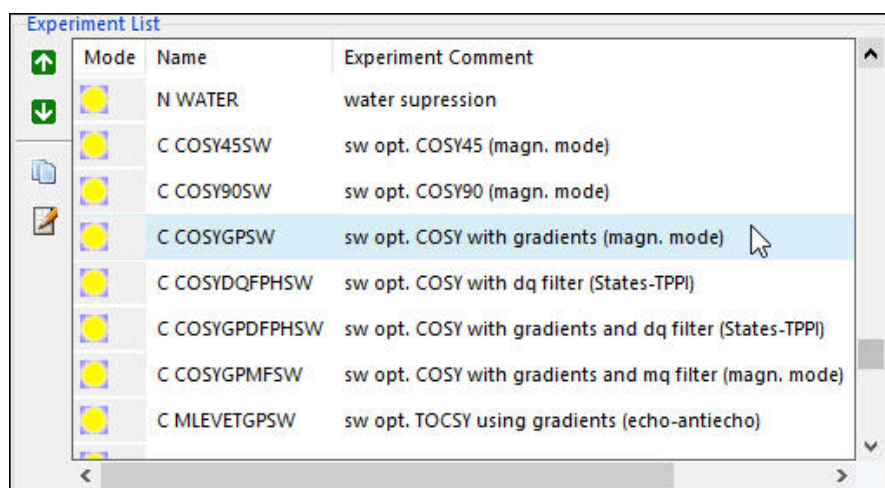 Experiment List
Mode Name Experiment Comment
N WATER water supression
C COSY45SW sw opt. COSY45 (magn. mode)
C COSY90SW sw opt. COSY90 (magn. mode)
C COSYGPSW sw opt. COSY with gradients (magn. mode)
C COSYDQFPHSW sw opt. COSY with dq filter (States-TPPI)
C COSYGPDFPHSW sw opt. COSY with gradients and dq filter (States-TPPI)
C COSYGPMFSW sw opt. COSY with gradients and mq filter (magn. mode)
C MLEVETGPSW sw opt. TOCSY using gradients (echo-antiecho)